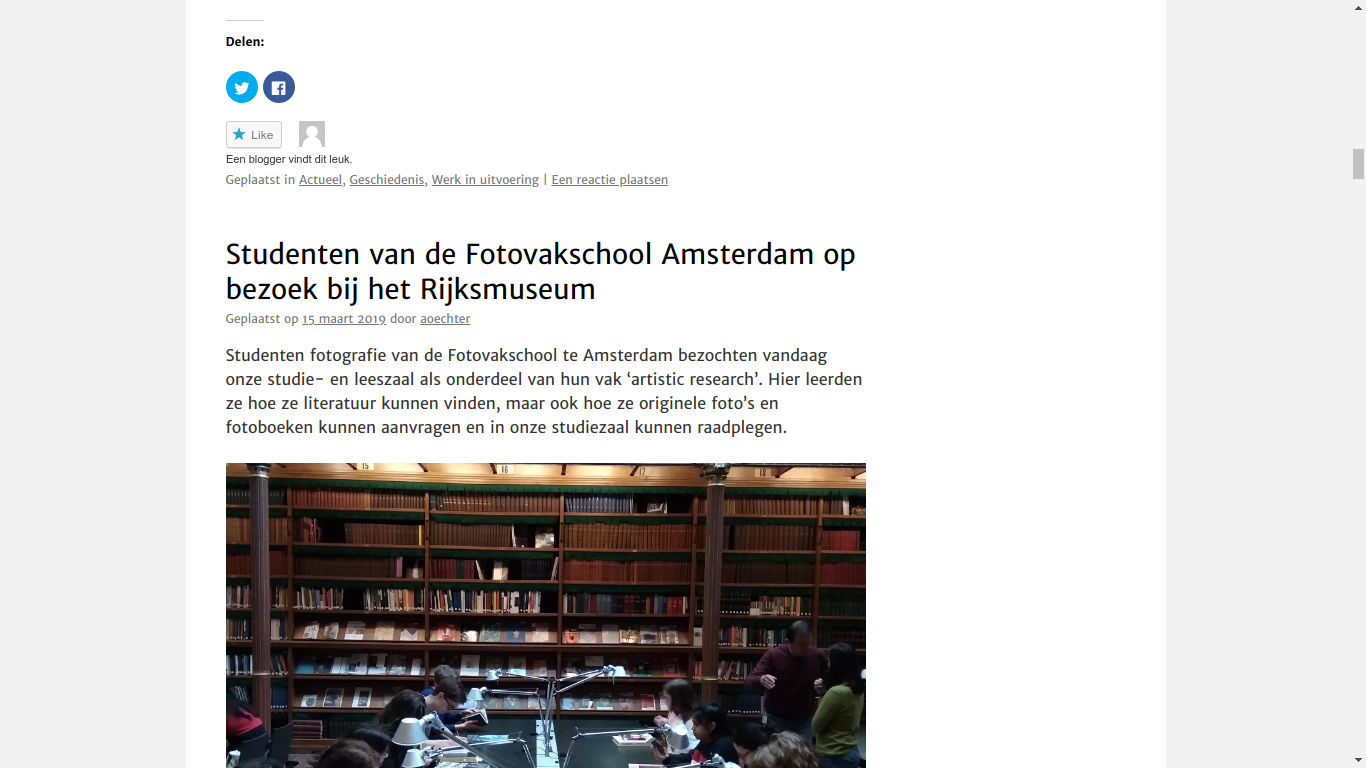 Delen:
Like
Een blogger vindt dit leuk.
Geplaatst in Actueel, Geschiedenis, Werk in uitvoering | Een reactie plaatsen
Studenten van de Fotovakschool Amsterdam op
bezoek bij het Rijksmuseum
Geplaatst op 15 maart 2019 door aoechter
Studenten fotografie van de Fotovakschool te Amsterdam bezochten vandaag
onze studie- en leeszaal als onderdeel van hun vak ‘artistic research’. Hier leerden
ze hoe ze literatuur kunnen vinden, maar ook hoe ze originele foto’s en
fotoboeken kunnen aanvragen en in onze studiezaal kunnen raadplegen.
15 16 17 18